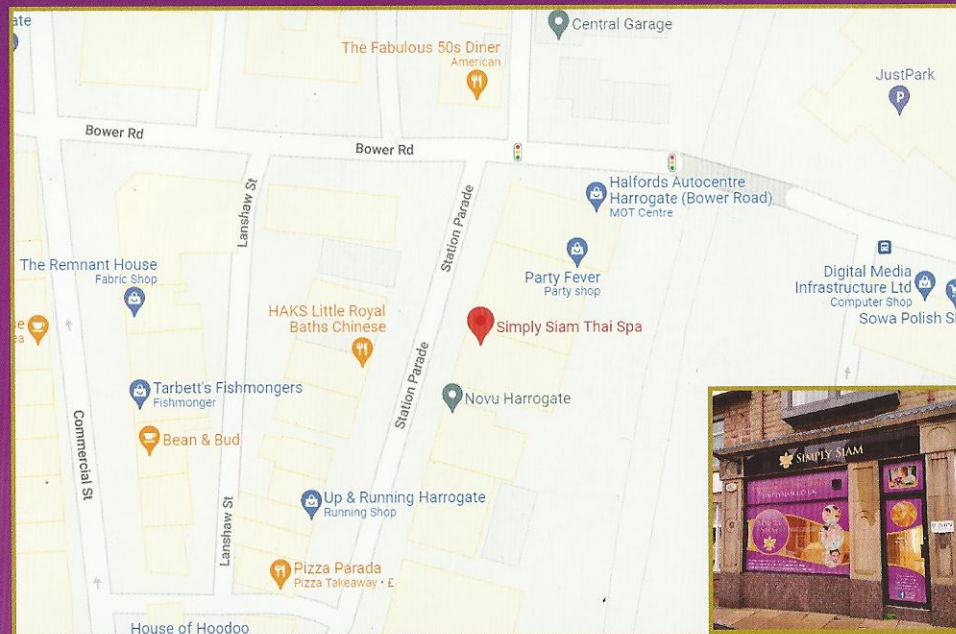 ate
Central Garage
The Fabulous 50s Diner
American
JustPark
P
Bower Rd
Bower Rd
Lanshaw St
Station Parade
Halfords Autocentre
Harrogate (Bower Road)
MOT Centre
The Remnant House
Fabric Shop
Party Fever
Party shop
Digital Media
Infrastructure Ltd
Computer Shop
Sowa Polish S
HAKS Little Royal
Baths Chinese
Simply Siam Thai Spa
Station Parade
Tarbett's Fishmongers
Fishmonger
Novu Harrogate
Commercial St
Bean & Bud
Lanshaw St
Up & Running Harrogate
Running Shop
Pizza Parada
Pizza Takeaway • £
House of Hoodoo
SIMPLY SIAM